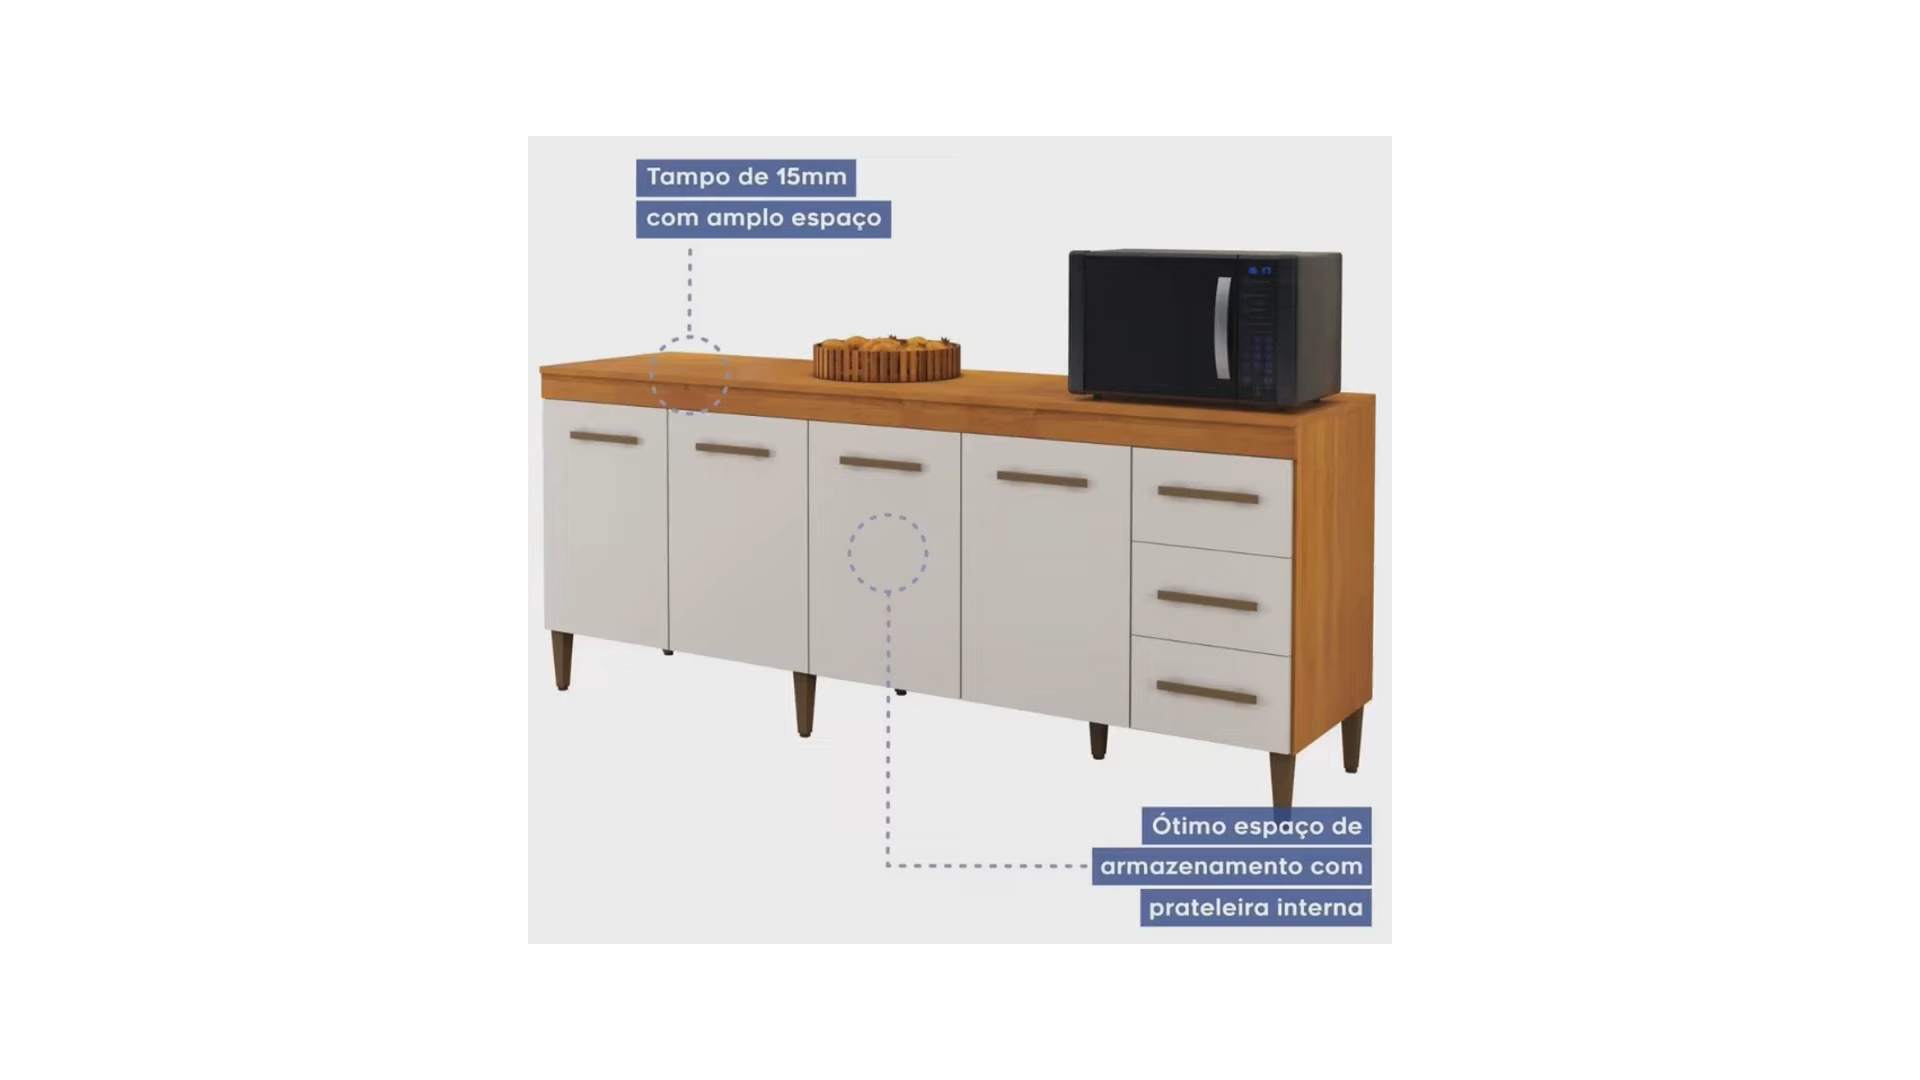 Tampo de 15mm
com amplo espaço
Ótimo espaço de
armazenamento com
prateleira interna